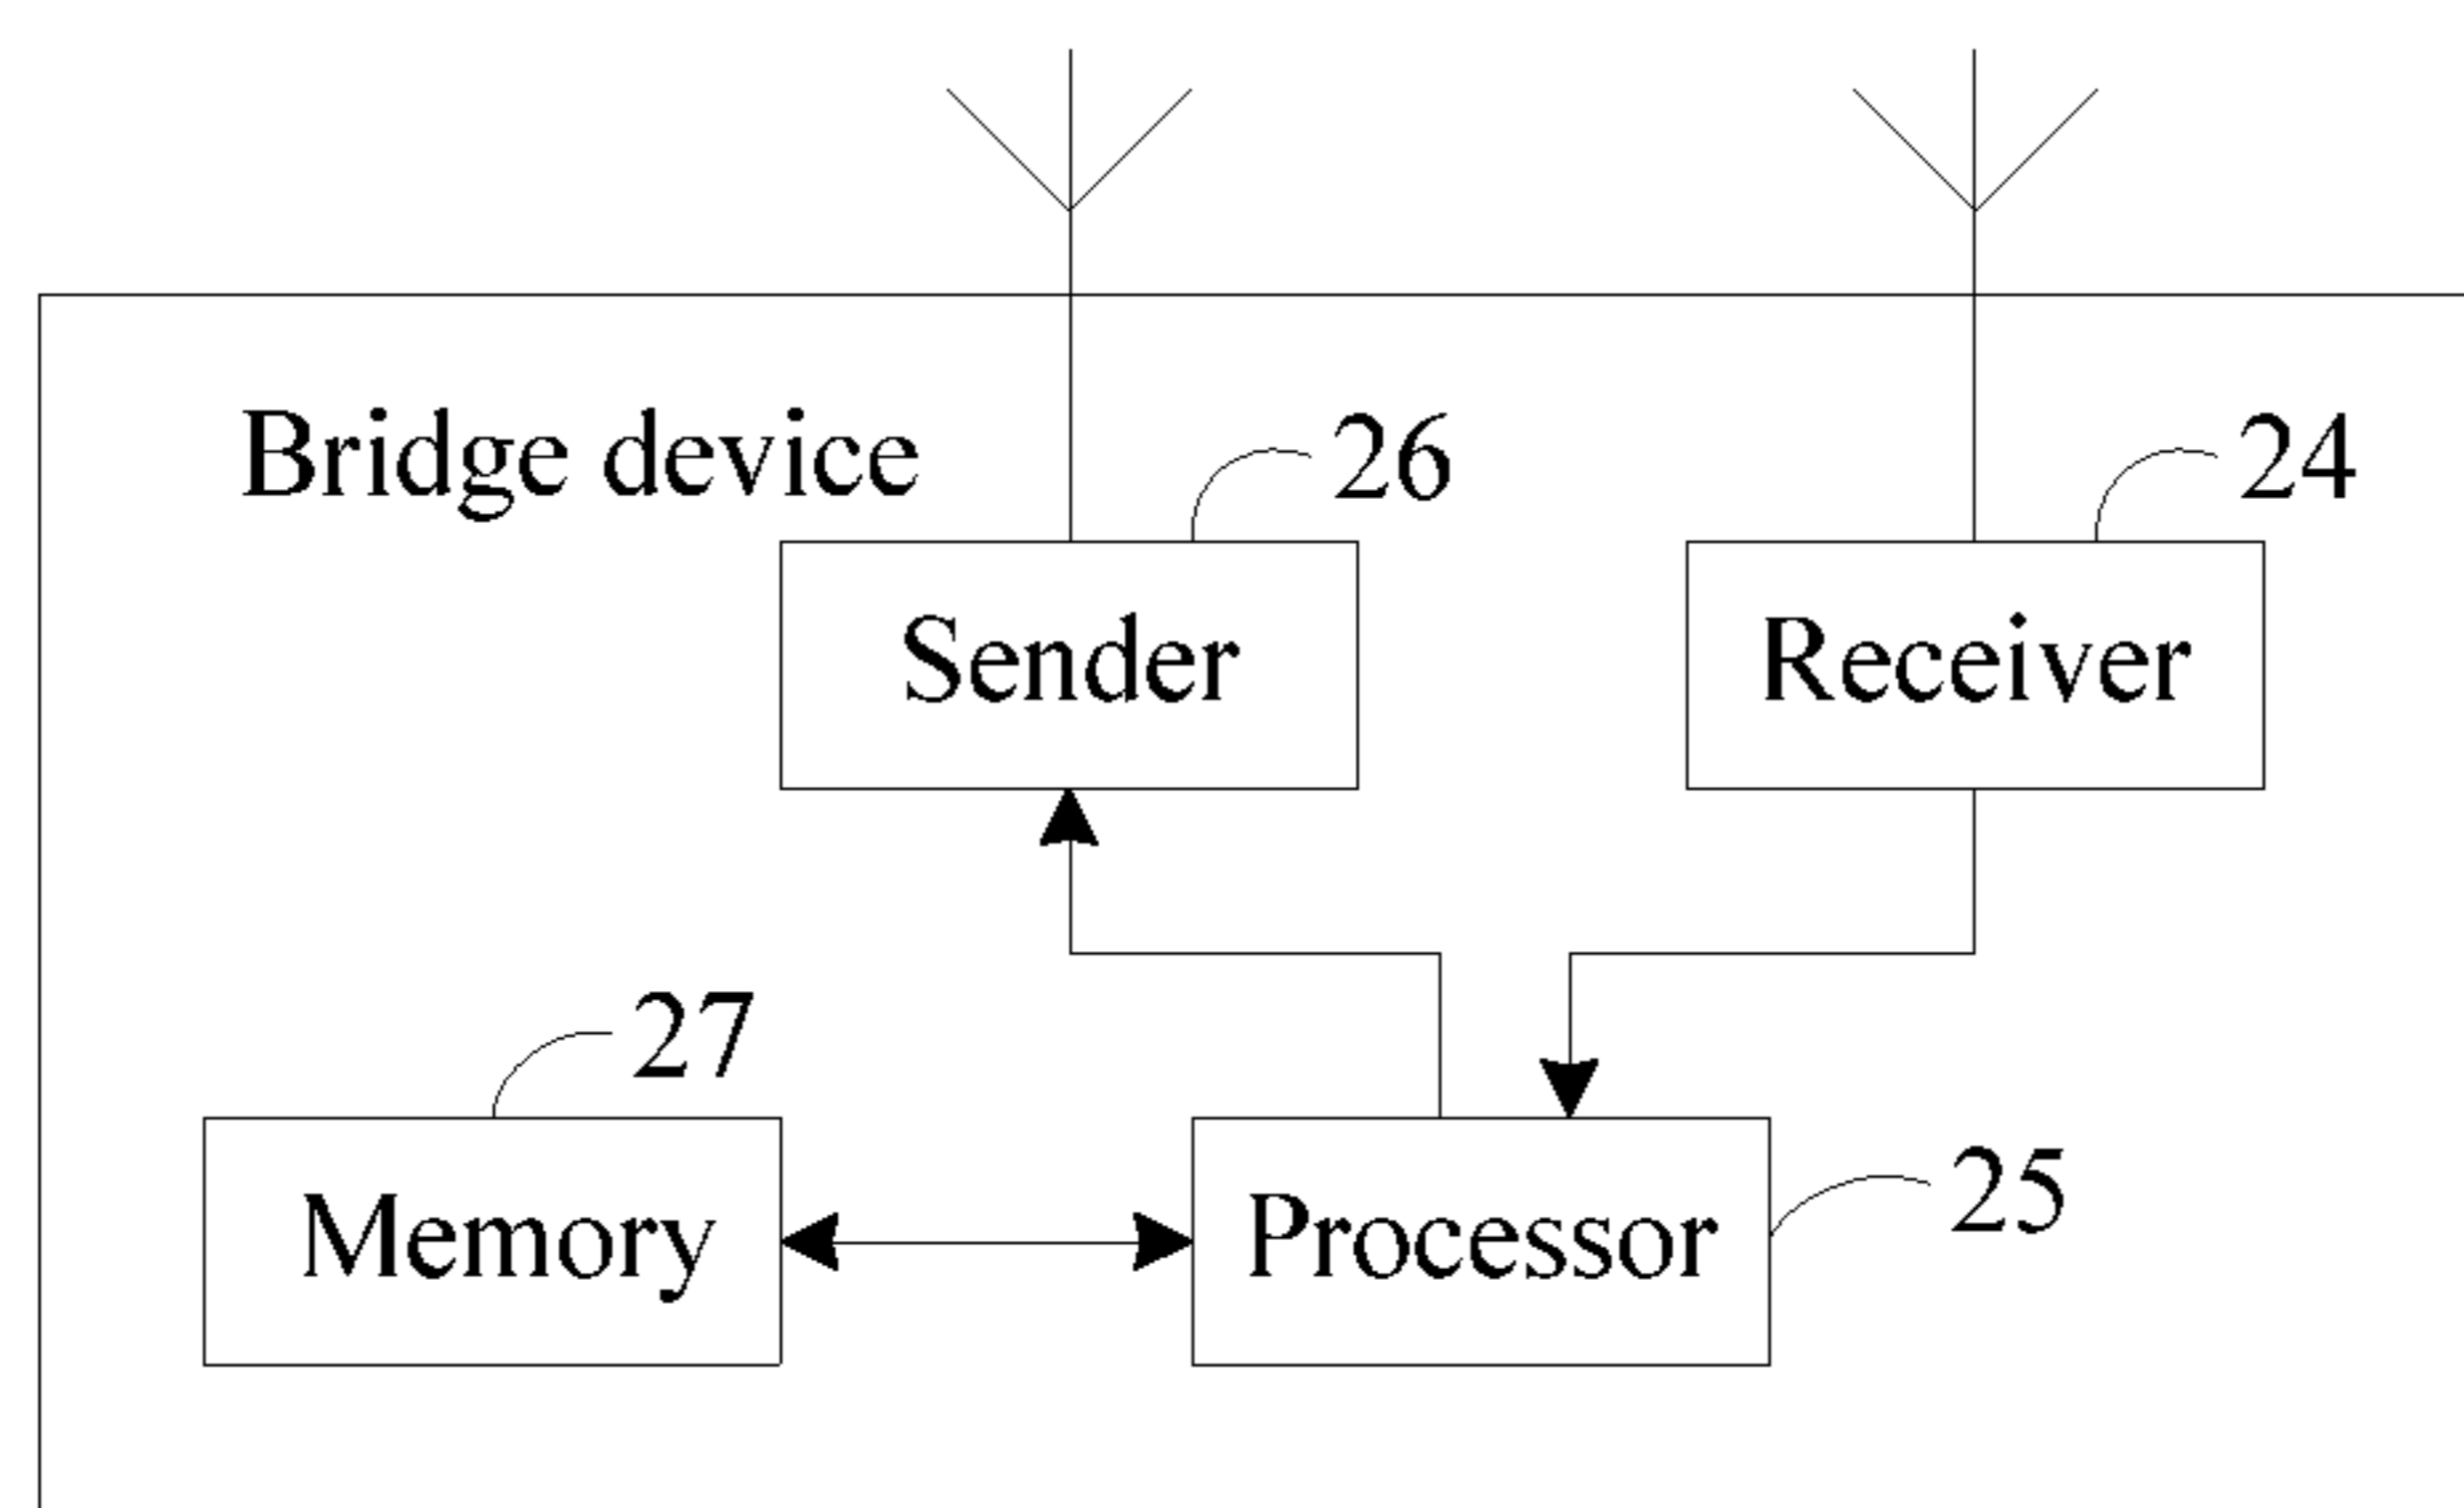 Bridge device
26
24
Sender
Receiver
27
25
Memory
Processor